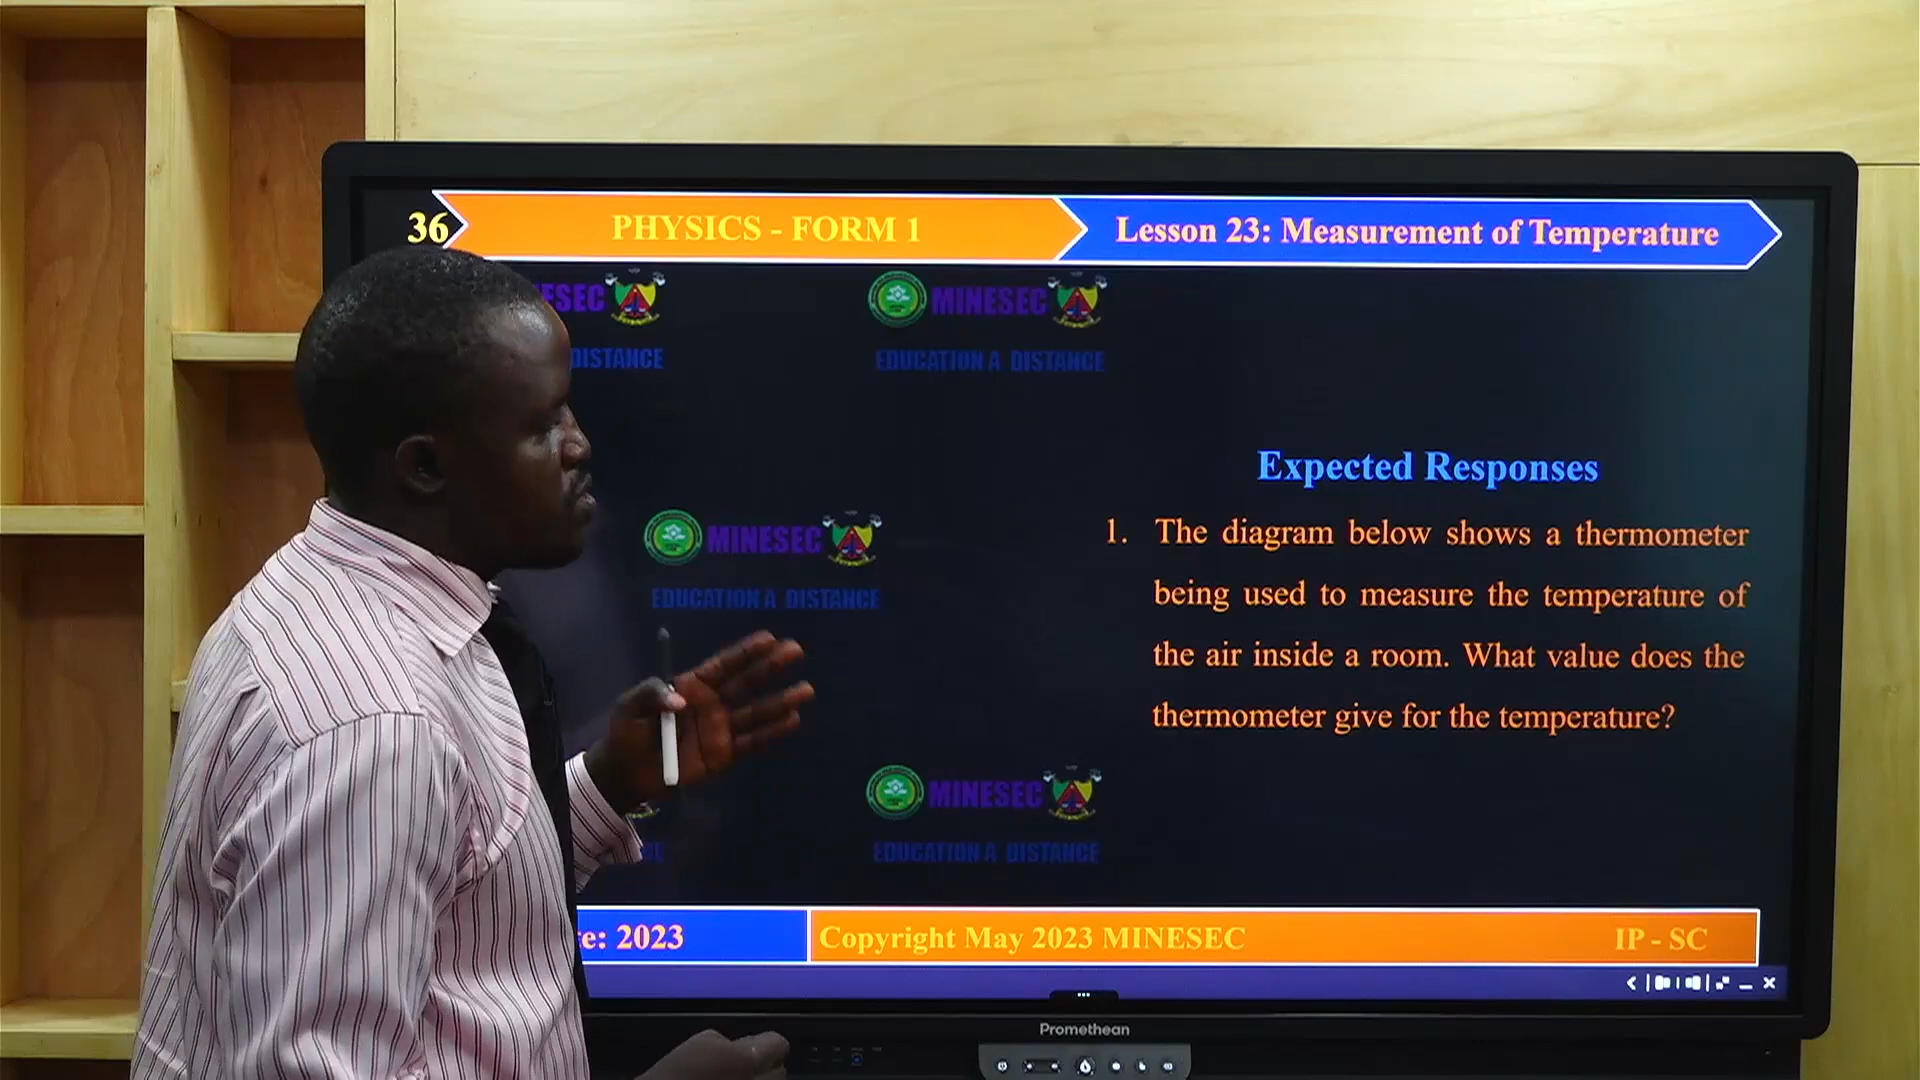 36
PHYSICS - FORM 1
Lesson 23: Measurement of Temperature
ESEC
DISTANCE
MINESEC
EDUCATION A DISTANCE
Expected Responses
1. The diagram below shows a thermometer
being used to measure the temperature of
the air inside a room. What value does the
thermometer give for the temperature?
MINESEC
EDUCATION A DISTANCE
MINESEC
EDUCATION A DISTANCE
e: 2023
Copyright May 2023 MINESEC
IP - SC
Promethean